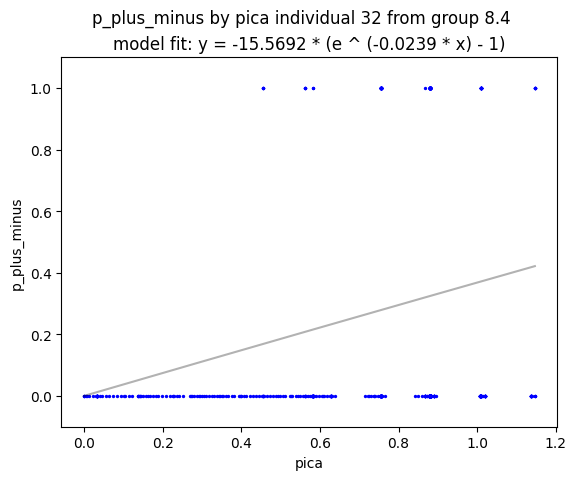 p_plus_minus by pica individual 32 from group 8.4
model fit: y = -15.5692 * (e ^ (-0.0239 * x) - 1)
p_plus_minus
1.0
0.8
0.6
0.4
0.2
0.0
0.0 0.2 0.4 0.6 0.8 1.0 1.2
pica